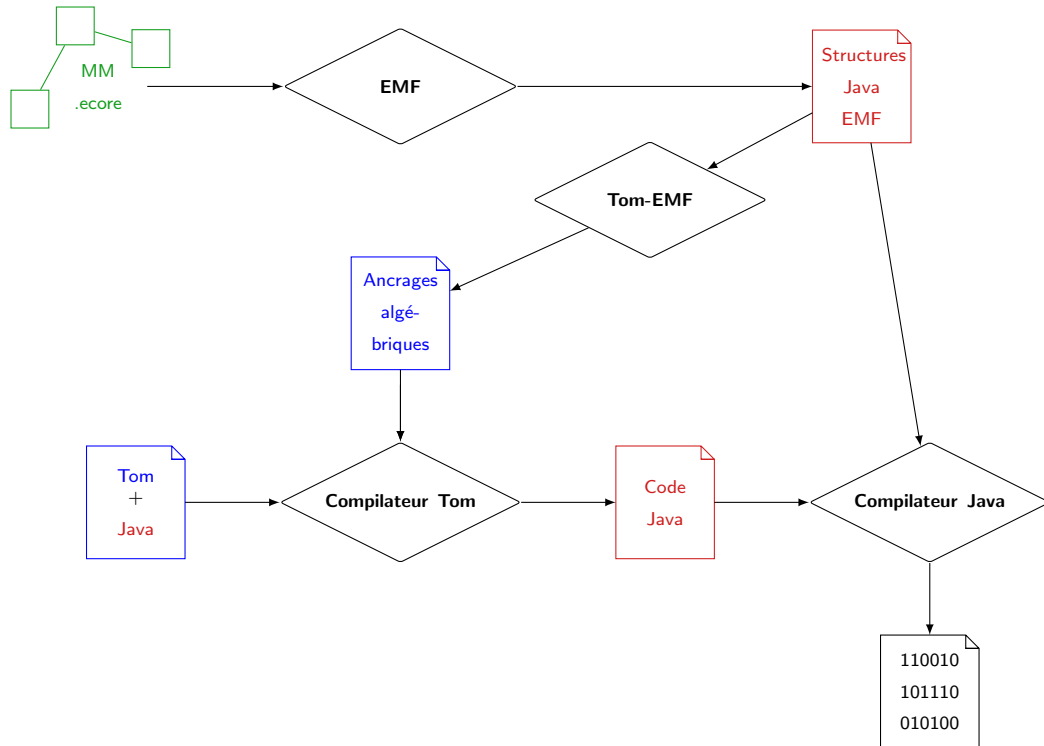 MM
.ecore
EMF
Structures
Java
EMF
Tom-EMF
Ancrages
algé-
briques
Tom
+
Java
Compilateur Tom
Code
Java
Compilateur Java
110010
101110
010100